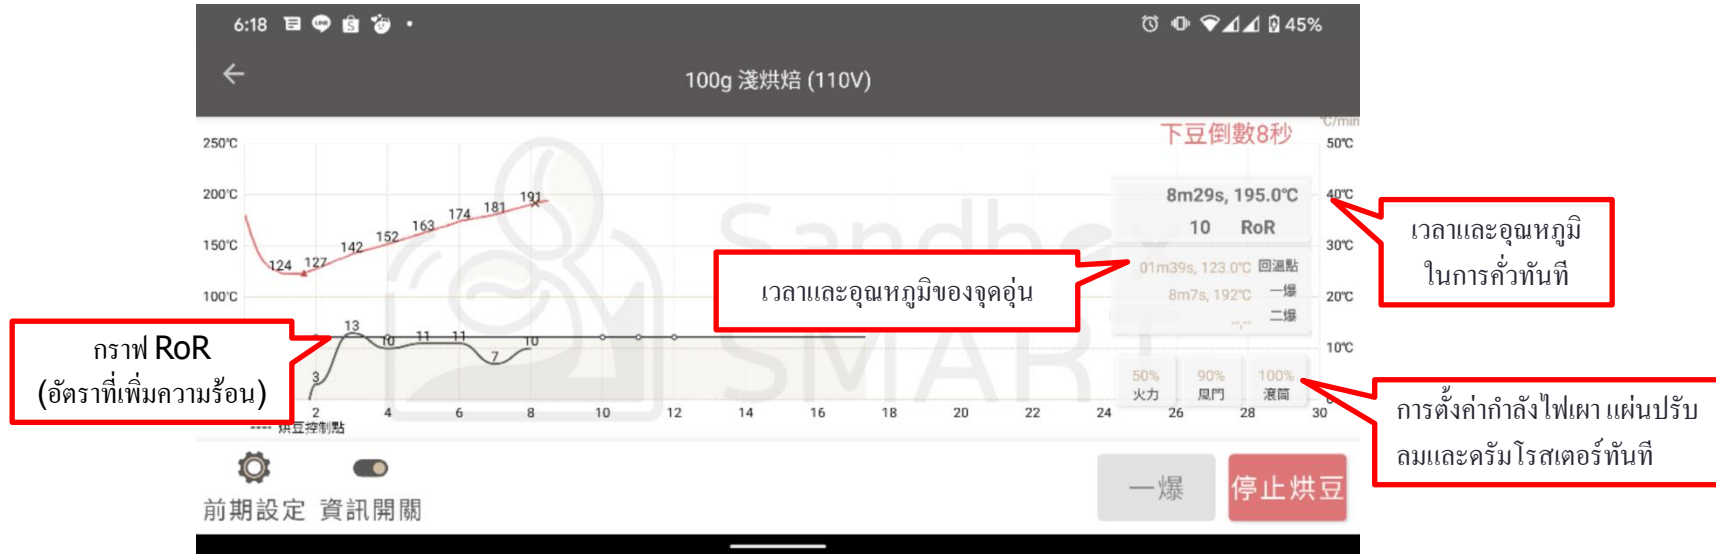 6:18
45%
100g 淺烘焙 (110V)
下豆倒數8秒
°C/min
250°C
200°C
150°C
100°C
50°C
40°C
30°C
20°C
10°C
0
124
127
142
152
163
174
181
191
3
13
10
11
11
7
10
2
4
6
8
10
12
14
16
18
20
22
24
26
28
30
8m29s, 195.0°C
10 RoR
01m39s, 123.0°C 回溫點
8m7s, 192°C 一爆
--,-- 二爆
50% 90% 100%
火力 風門 滾筒
---- 烘豆控制點
Sandbox
SMART
前期設定 資訊開關
一爆
停止烘豆
กราฟ RoR
(อัตราที่เพิ่มความร้อน)
เวลาและอุณหภูมิของจุดอุ่น
เวลาและอุณหภูมิ
ในการคั่วทันที
การตั้งค่ากำลังไฟเผา แผ่นปรับ
ลมและดรัมโรสเตอร์ทันที